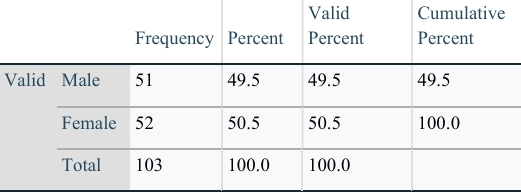 Frequency Percent Valid Percent Cumulative Percent
Valid Male 51 49.5 49.5 49.5
Female 52 50.5 50.5 100.0
Total 103 100.0 100.0